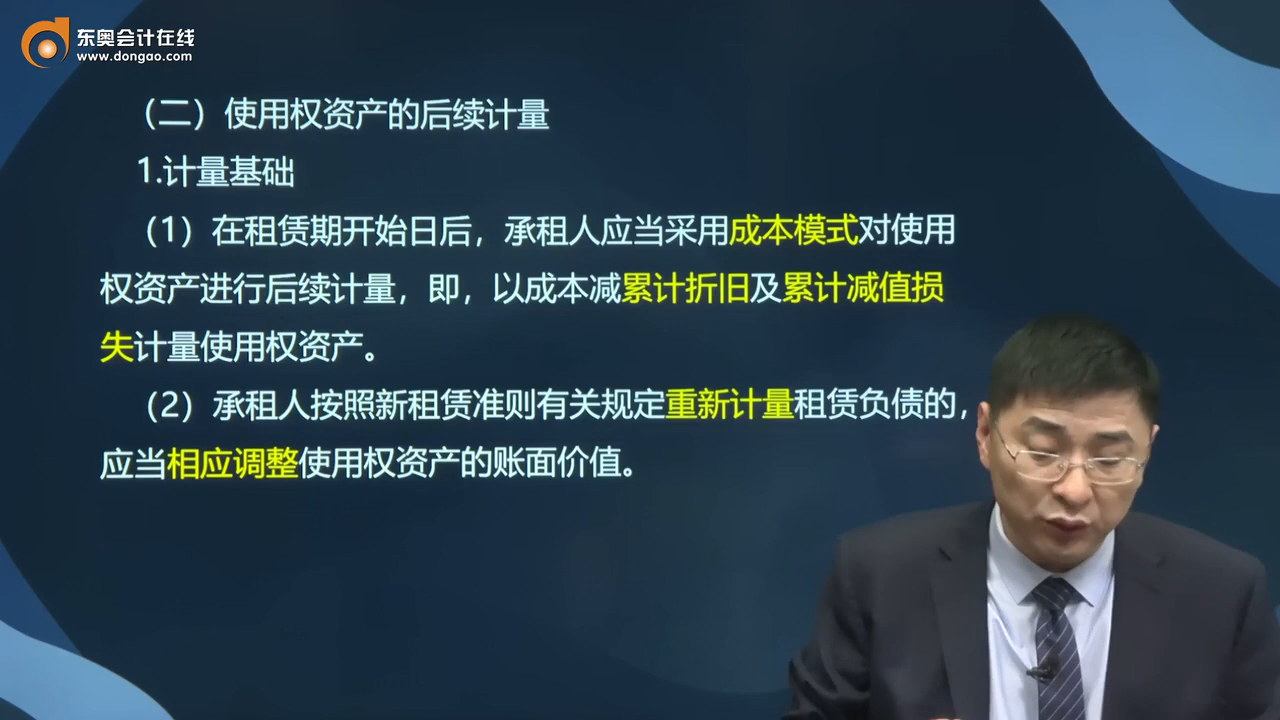 东奥会计在线
www.dongao.com
（二）使用权资产的后续计量
1.计量基础
（1）在租赁期开始日后，承租人应当采用成本模式对使用
权资产进行后续计量，即，以成本减累计折旧及累计减值损
失计量使用权资产。
（2）承租人按照新租赁准则有关规定重新计量租赁负债的，
应当相应调整使用权资产的账面价值。